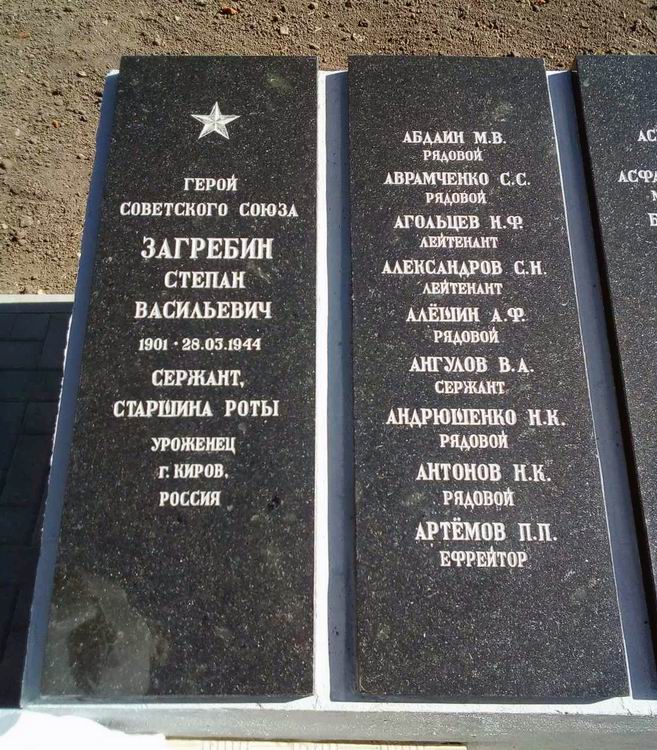 ГЕРОЙ
СОВЕТСКОГО СОЮЗА
ЗАГРЕБИН
СТЕПАН
ВАСИЛЬЕВИЧ
1901 · 28.03.1944
СЕРЖАНТ,
СТАРШИНА РОТЫ
УРОЖЕНЕЦ
Г. КИРОВ,
РОССИЯ
АБДАИН М.В.
РЯДОВОЙ
АВРАМЧЕНКО С.С.
РЯДОВОЙ
АГОЛЬЦЕВ И.Ф.
ЛЕЙТЕНАНТ
АЛЕКСАНДРОВ С.Н.
ЛЕЙТЕНАНТ
АЛЁШИН А.Ф.
РЯДОВОЙ
АНГУЛОВ В.А.
СЕРЖАНТ
АНДРЮШЕНКО И.К.
РЯДОВОЙ
АНТОНОВ Н.К.
РЯДОВОЙ
АРТЁМОВ П.П.
ЕФРЕЙТОР